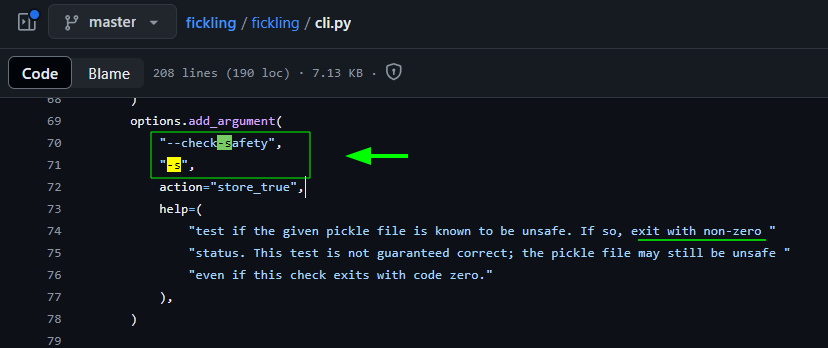 master
fickling / fickling / cli.py
Code Blame 208 lines (190 loc) · 7.13 KB ·
68 )
69 options.add_argument(
70 "--check-safety",
71 "-s",
72 action="store_true",
73 help=(
74 "test if the given pickle file is known to be unsafe. If so, exit with non-zero "
75 "status. This test is not guaranteed correct; the pickle file may still be unsafe "
76 "even if this check exits with code zero."
77 ),
78 )
79